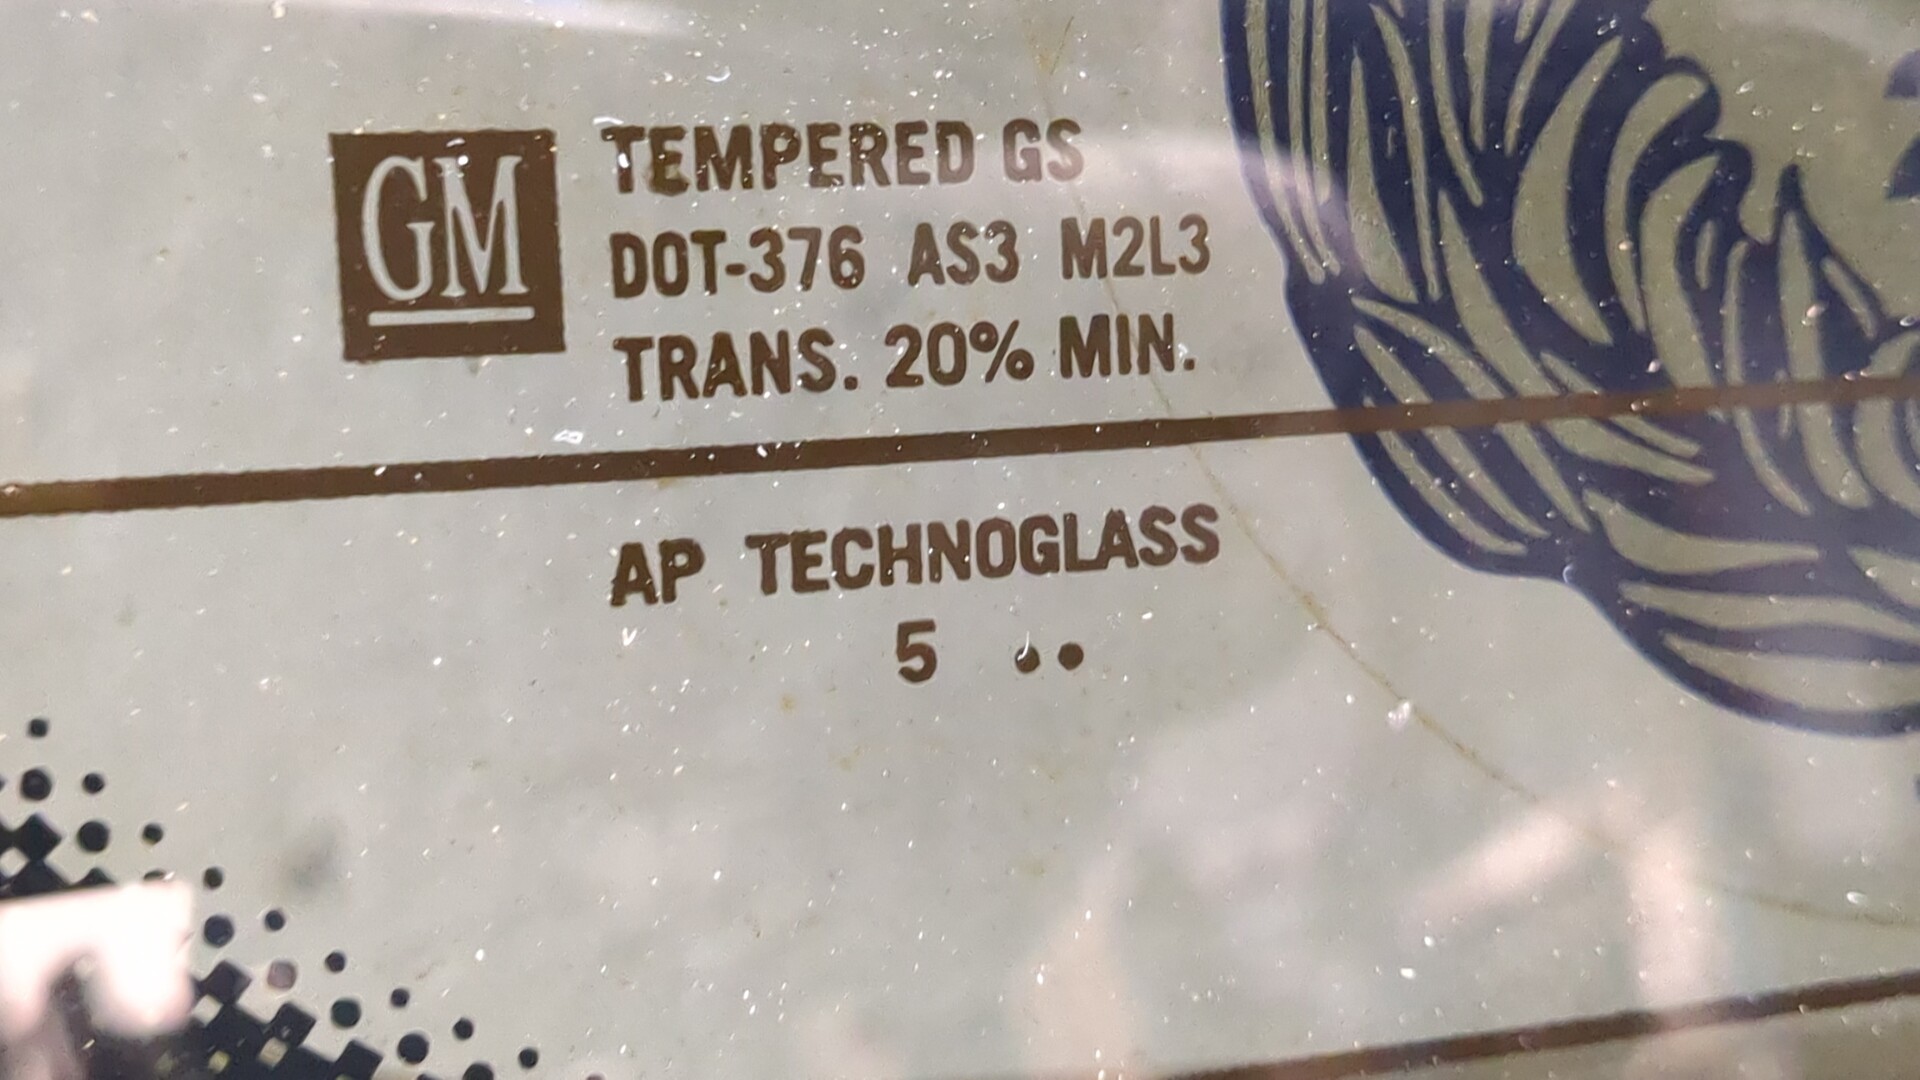 GM
TEMPERED GS
DOT-376 AS3 M2L3
TRANS. 20% MIN.
AP TECHNOGLASS
5 ••